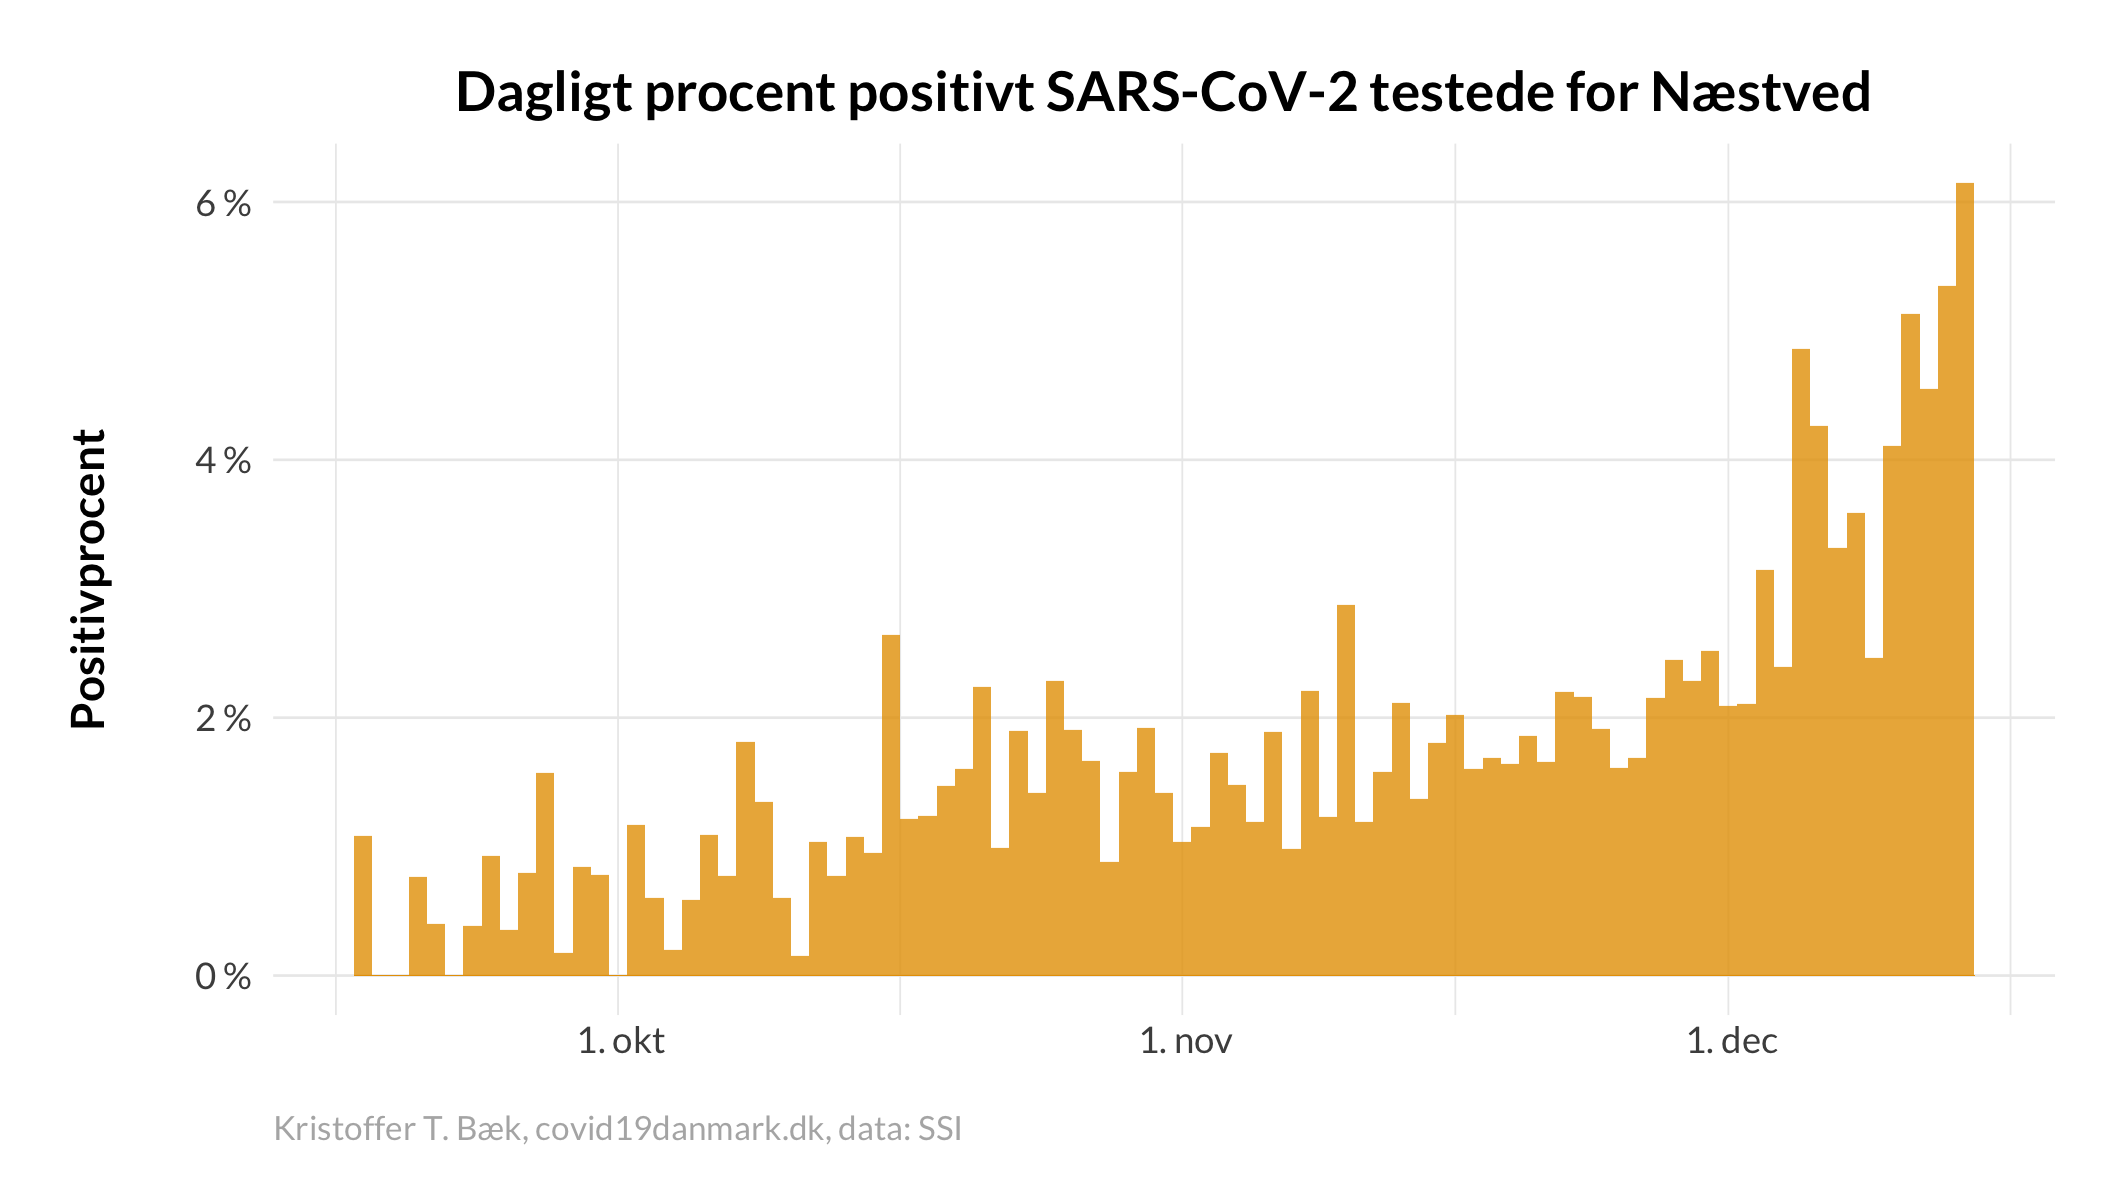 Dagligt procent positivt SARS-CoV-2 testede for Næstved
Positivprocent
6 %
4 %
2 %
0 %
1. okt
1. nov
1. dec
Kristoffer T. Bæk, covid19danmark.dk, data: SSI